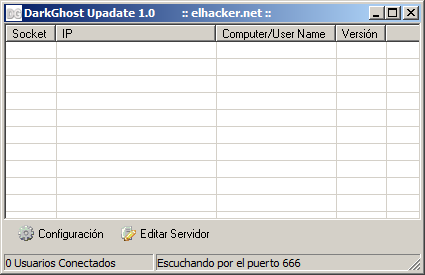 DG DarkGhost Upadate 1.0 :: elhacker.net ::
Socket IP Computer/User Name Versión
Configuración Editar Servidor
0 Usuarios Conectados Escuchando por el puerto 666